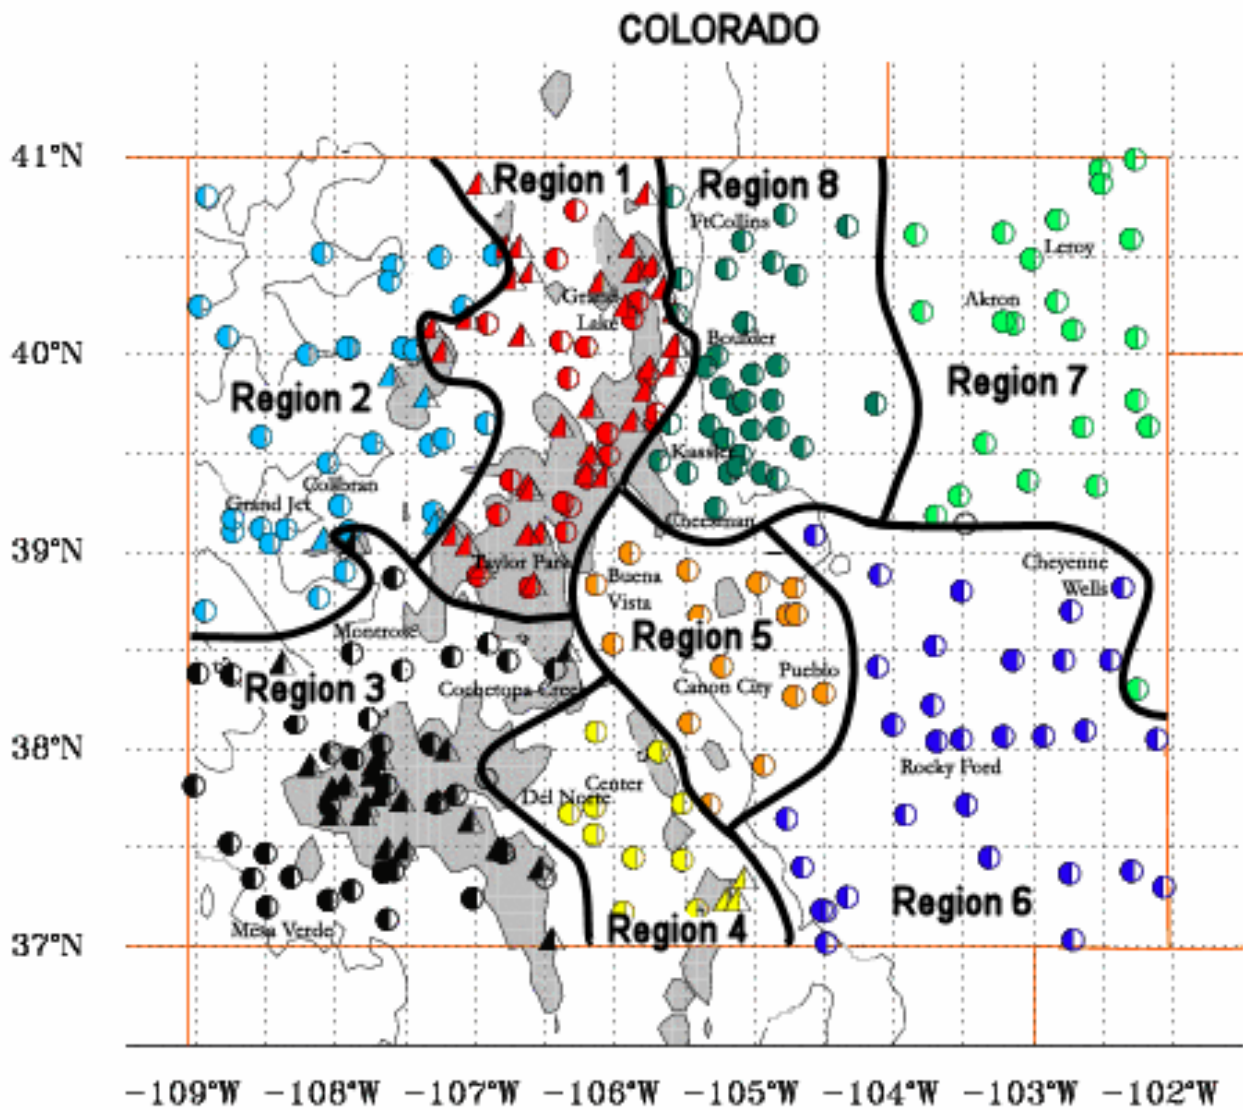 COLORADO
41°N
Region 1
Region 8
FtCollins
Leroy
Grand
Lake
Akron
40°N
Boulder
Region 7
Region 2
Kassler
Collbran
Grand Jct
Cheesman
39°N
Taylor Park
Buena
Vista
Cheyenne
Wells
Montrose
Region 5
Region 3
Cochetopa Creek
Canon City
Pueblo
38°N
Rocky Ford
Del Norte
Center
Region 6
Mesa Verde
Region 4
37°N
-109°W -108°W -107°W -106°W -105°W -104°W -103°W -102°W